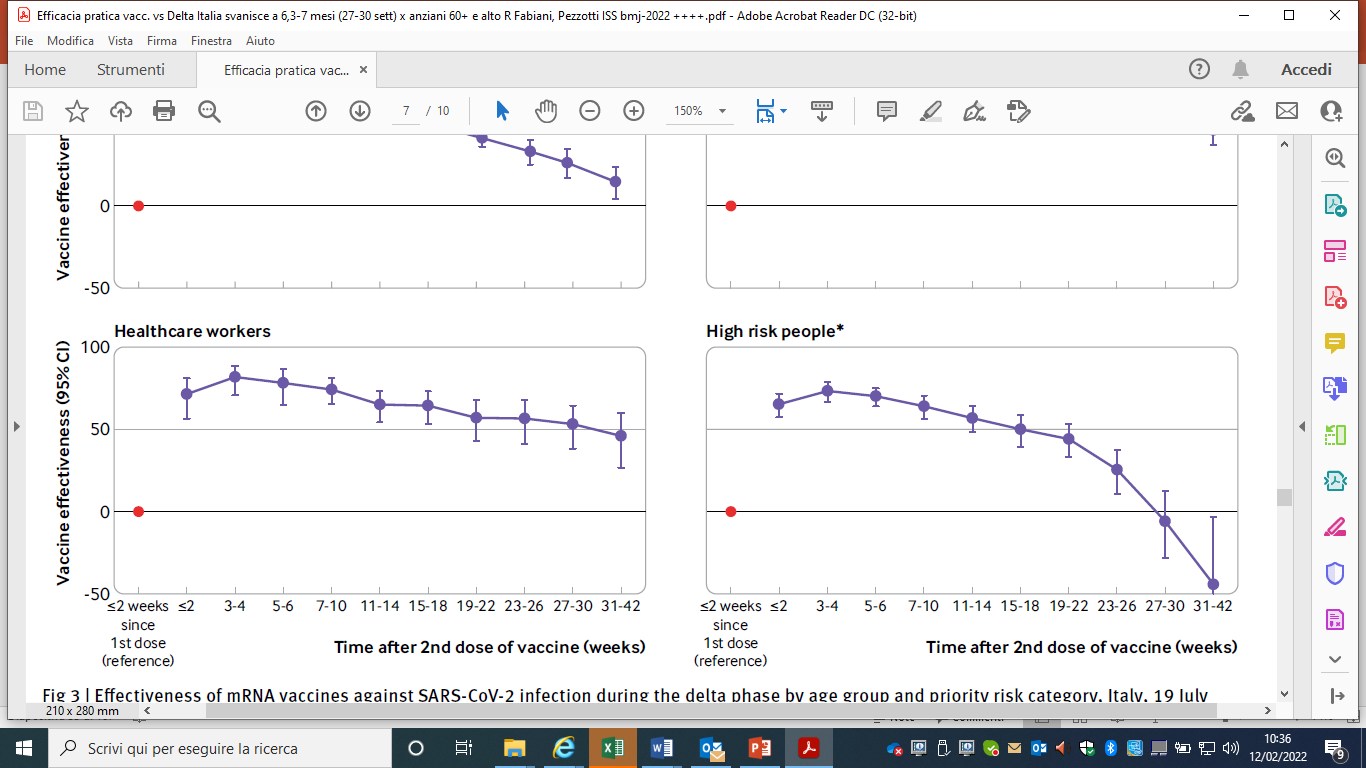 Efficacia pratica vacc. vs Delta Italia svanisce a 6,3-7 mesi (27-30 sett) x anziani 60+ e alto R Fabiani, Pezzotti ISS bmj-2022 ++++.pdf - Adobe Acrobat Reader DC (32-bit)
File Modifica Vista Firma Finestra Aiuto
Home Strumenti Efficacia pratica vac... × Accedi
7 / 10 150%
Vaccine effectiver
0
-50
Healthcare workers
Vaccine effectiveness (95% CI)
100
50
0
-50
≤2 weeks since 1st dose (reference) ≤2 3-4 5-6 7-10 11-14 15-18 19-22 23-26 27-30 31-42
Time after 2nd dose of vaccine (weeks)
High risk people*
≤2 weeks since 1st dose (reference) ≤2 3-4 5-6 7-10 11-14 15-18 19-22 23-26 27-30 31-42
Time after 2nd dose of vaccine (weeks)
Fig 3 | Effectiveness of mRNA vaccines against SARS-CoV-2 infection during the delta phase by age group and priority risk category, Italy, 19 July
210 x 280 mm
Scrivi qui per eseguire la ricerca
10:36
12/02/2022
9